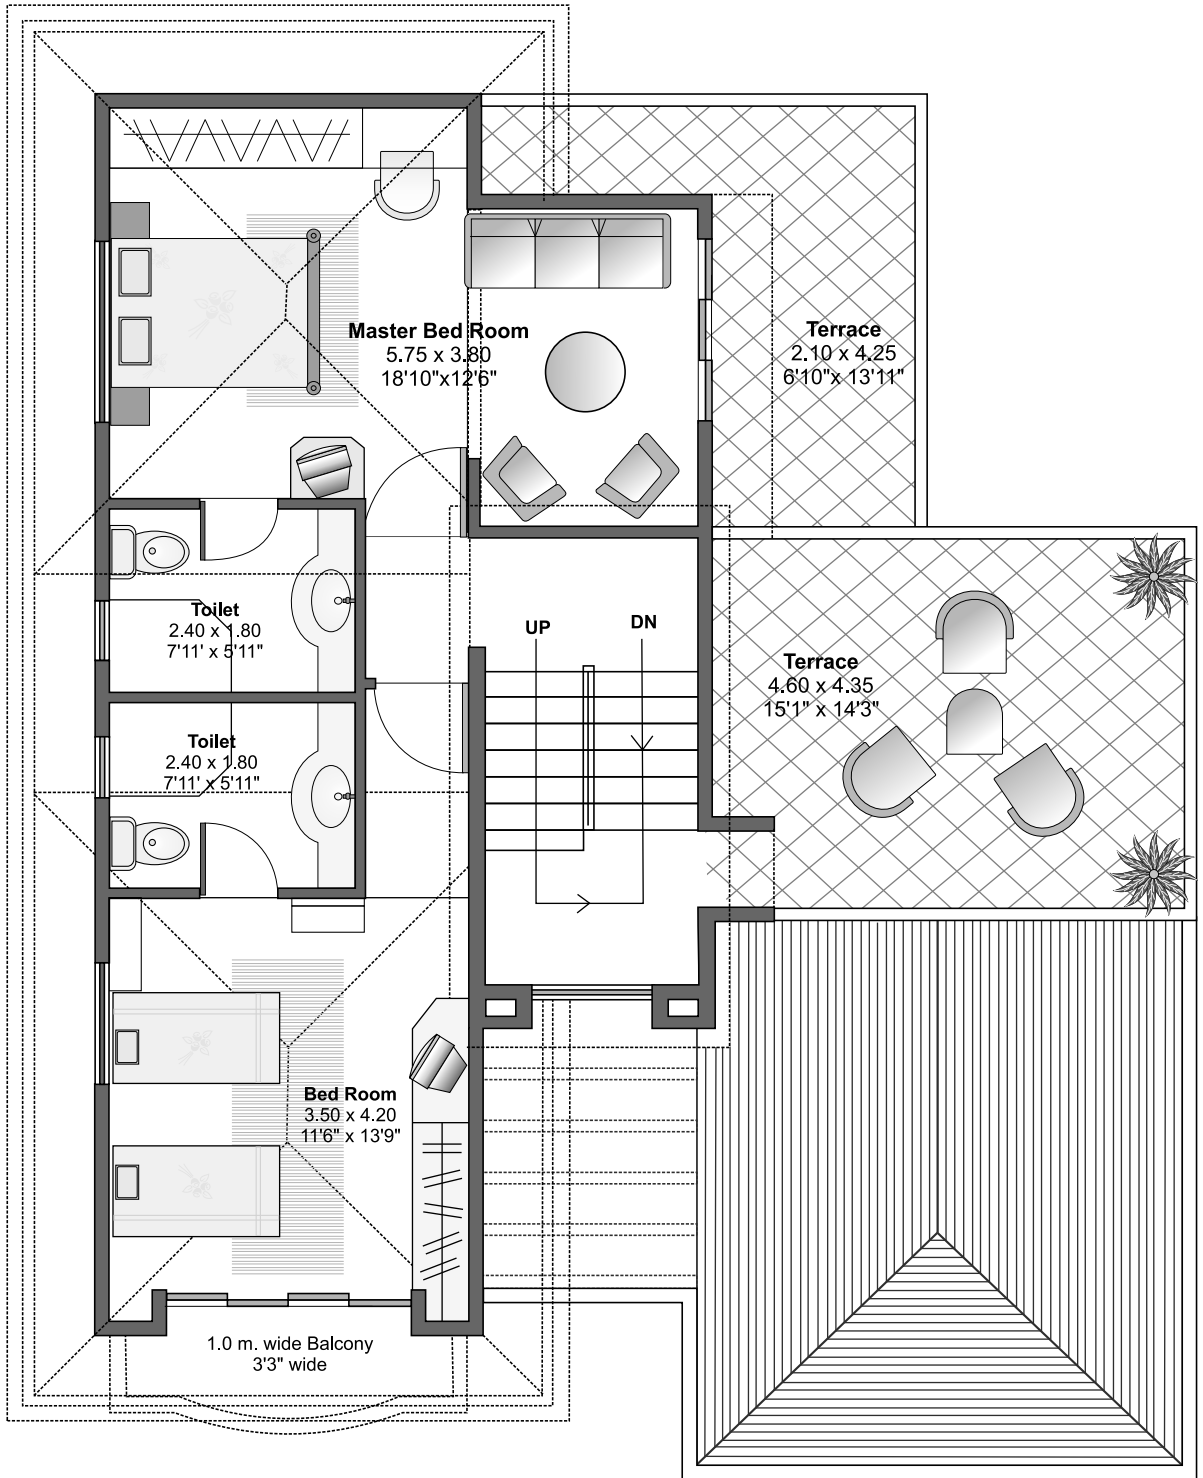 Master Bed Room
5.75 x 3.80
18'10"x12'6"
Terrace
2.10 x 4.25
6'10"x 13'11"
Toilet
2.40 x 1.80
7'11' x 5'11"
UP
DN
Terrace
4.60 x 4.35
15'1" x 14'3"
Toilet
2.40 x 1.80
7'11' x 5'11"
Bed Room
3.50 x 4.20
11'6" x 13'9"
1.0 m. wide Balcony
3'3" wide